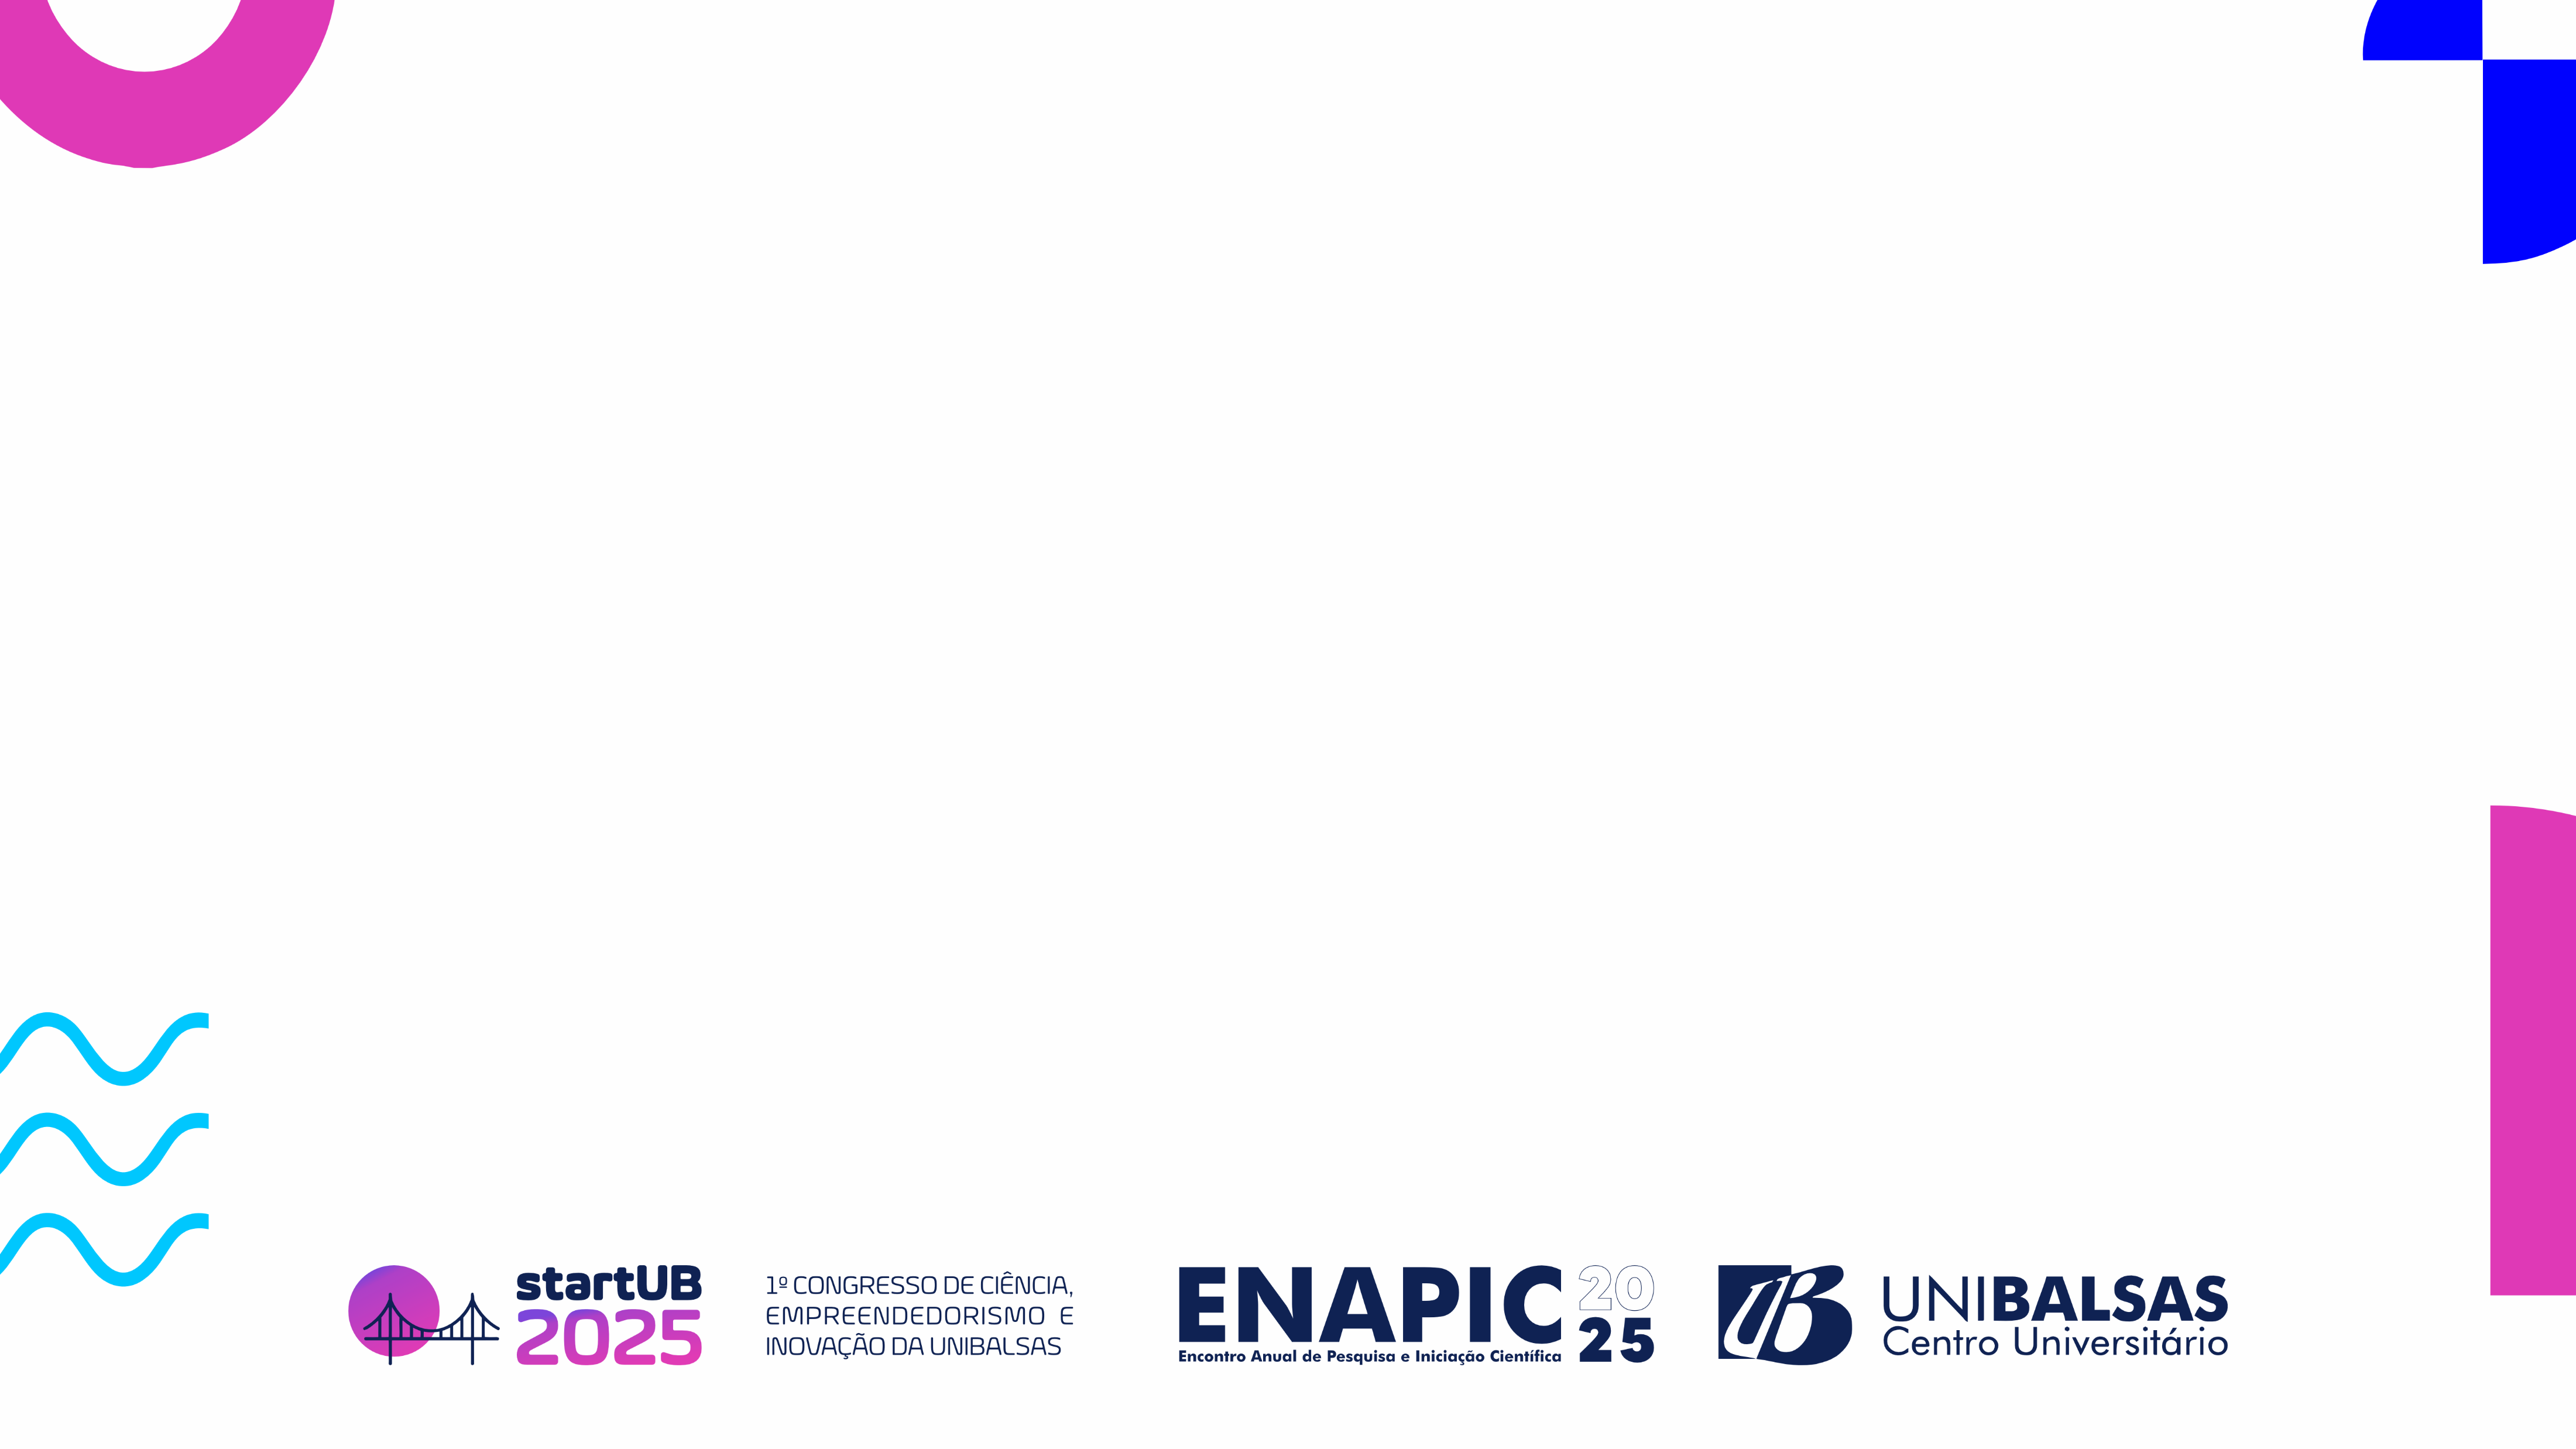 startUB
2025
1º CONGRESSO DE CIÊNCIA,
EMPREENDEDORISMO E
INOVAÇÃO DA UNIBALSAS
ENAPIC
Encontro Anual de Pesquisa e Iniciação Científica
20
25
UB
UNIBALSAS
Centro Universitário